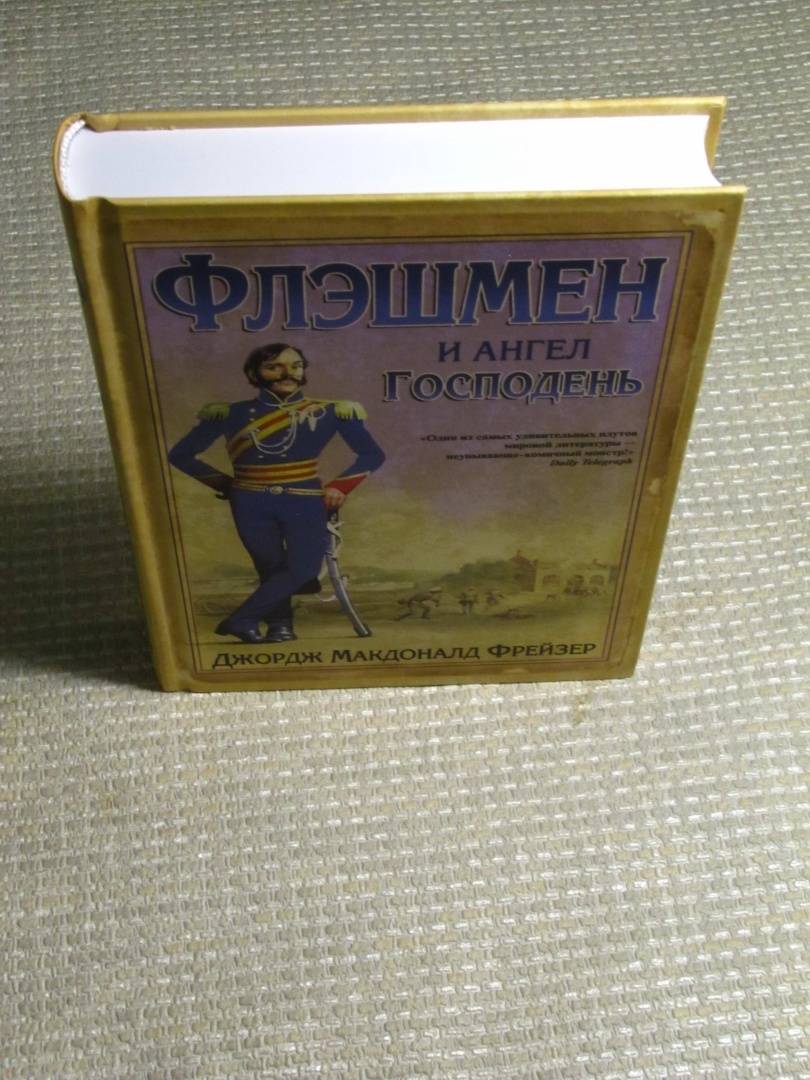 ФЛЭШМЕН
И АНГЕЛ
ГОСПОДЕНЬ
«Один из самых удивительных плутов
мировой литературы —
неунывающе-комичный монстр!»
Daily Telegraph
ДЖОРДЖ МАКДОНАЛД ФРЕЙЗЕР